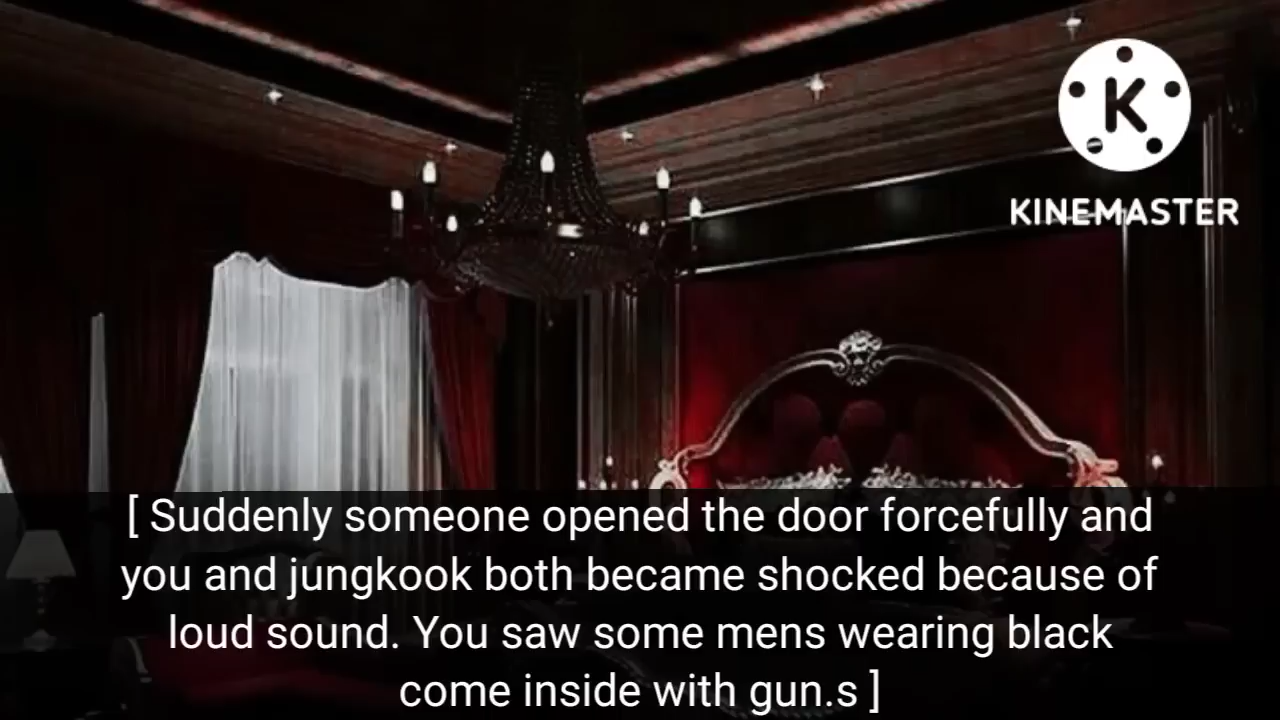 K
KINEMASTER
[ Suddenly someone opened the door forcefully and
you and jungkook both became shocked because of
loud sound. You saw some mens wearing black
come inside with gun.s ]